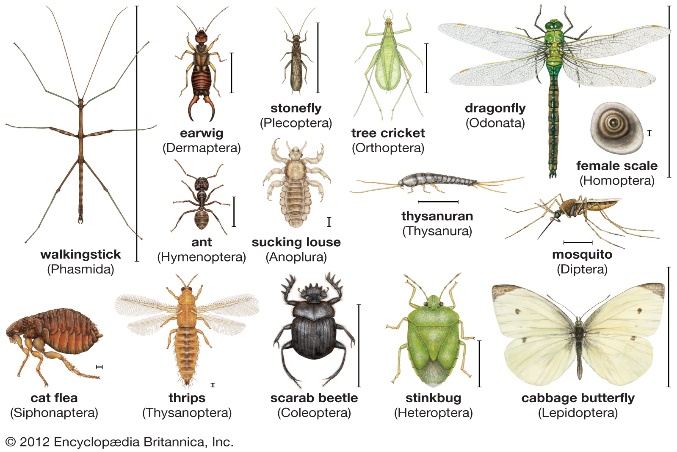 earwig
(Dermaptera)
stonefly
(Plecoptera)
tree cricket
(Orthoptera)
dragonfly
(Odonata)
female scale
(Homoptera)
walkingstick
(Phasmida)
ant
(Hymenoptera)
sucking louse
(Anoplura)
thysanuran
(Thysanura)
mosquito
(Diptera)
cat flea
(Siphonaptera)
thrips
(Thysanoptera)
scarab beetle
(Coleoptera)
stinkbug
(Heteroptera)
cabbage butterfly
(Lepidoptera)
© 2012 Encyclopædia Britannica, Inc.